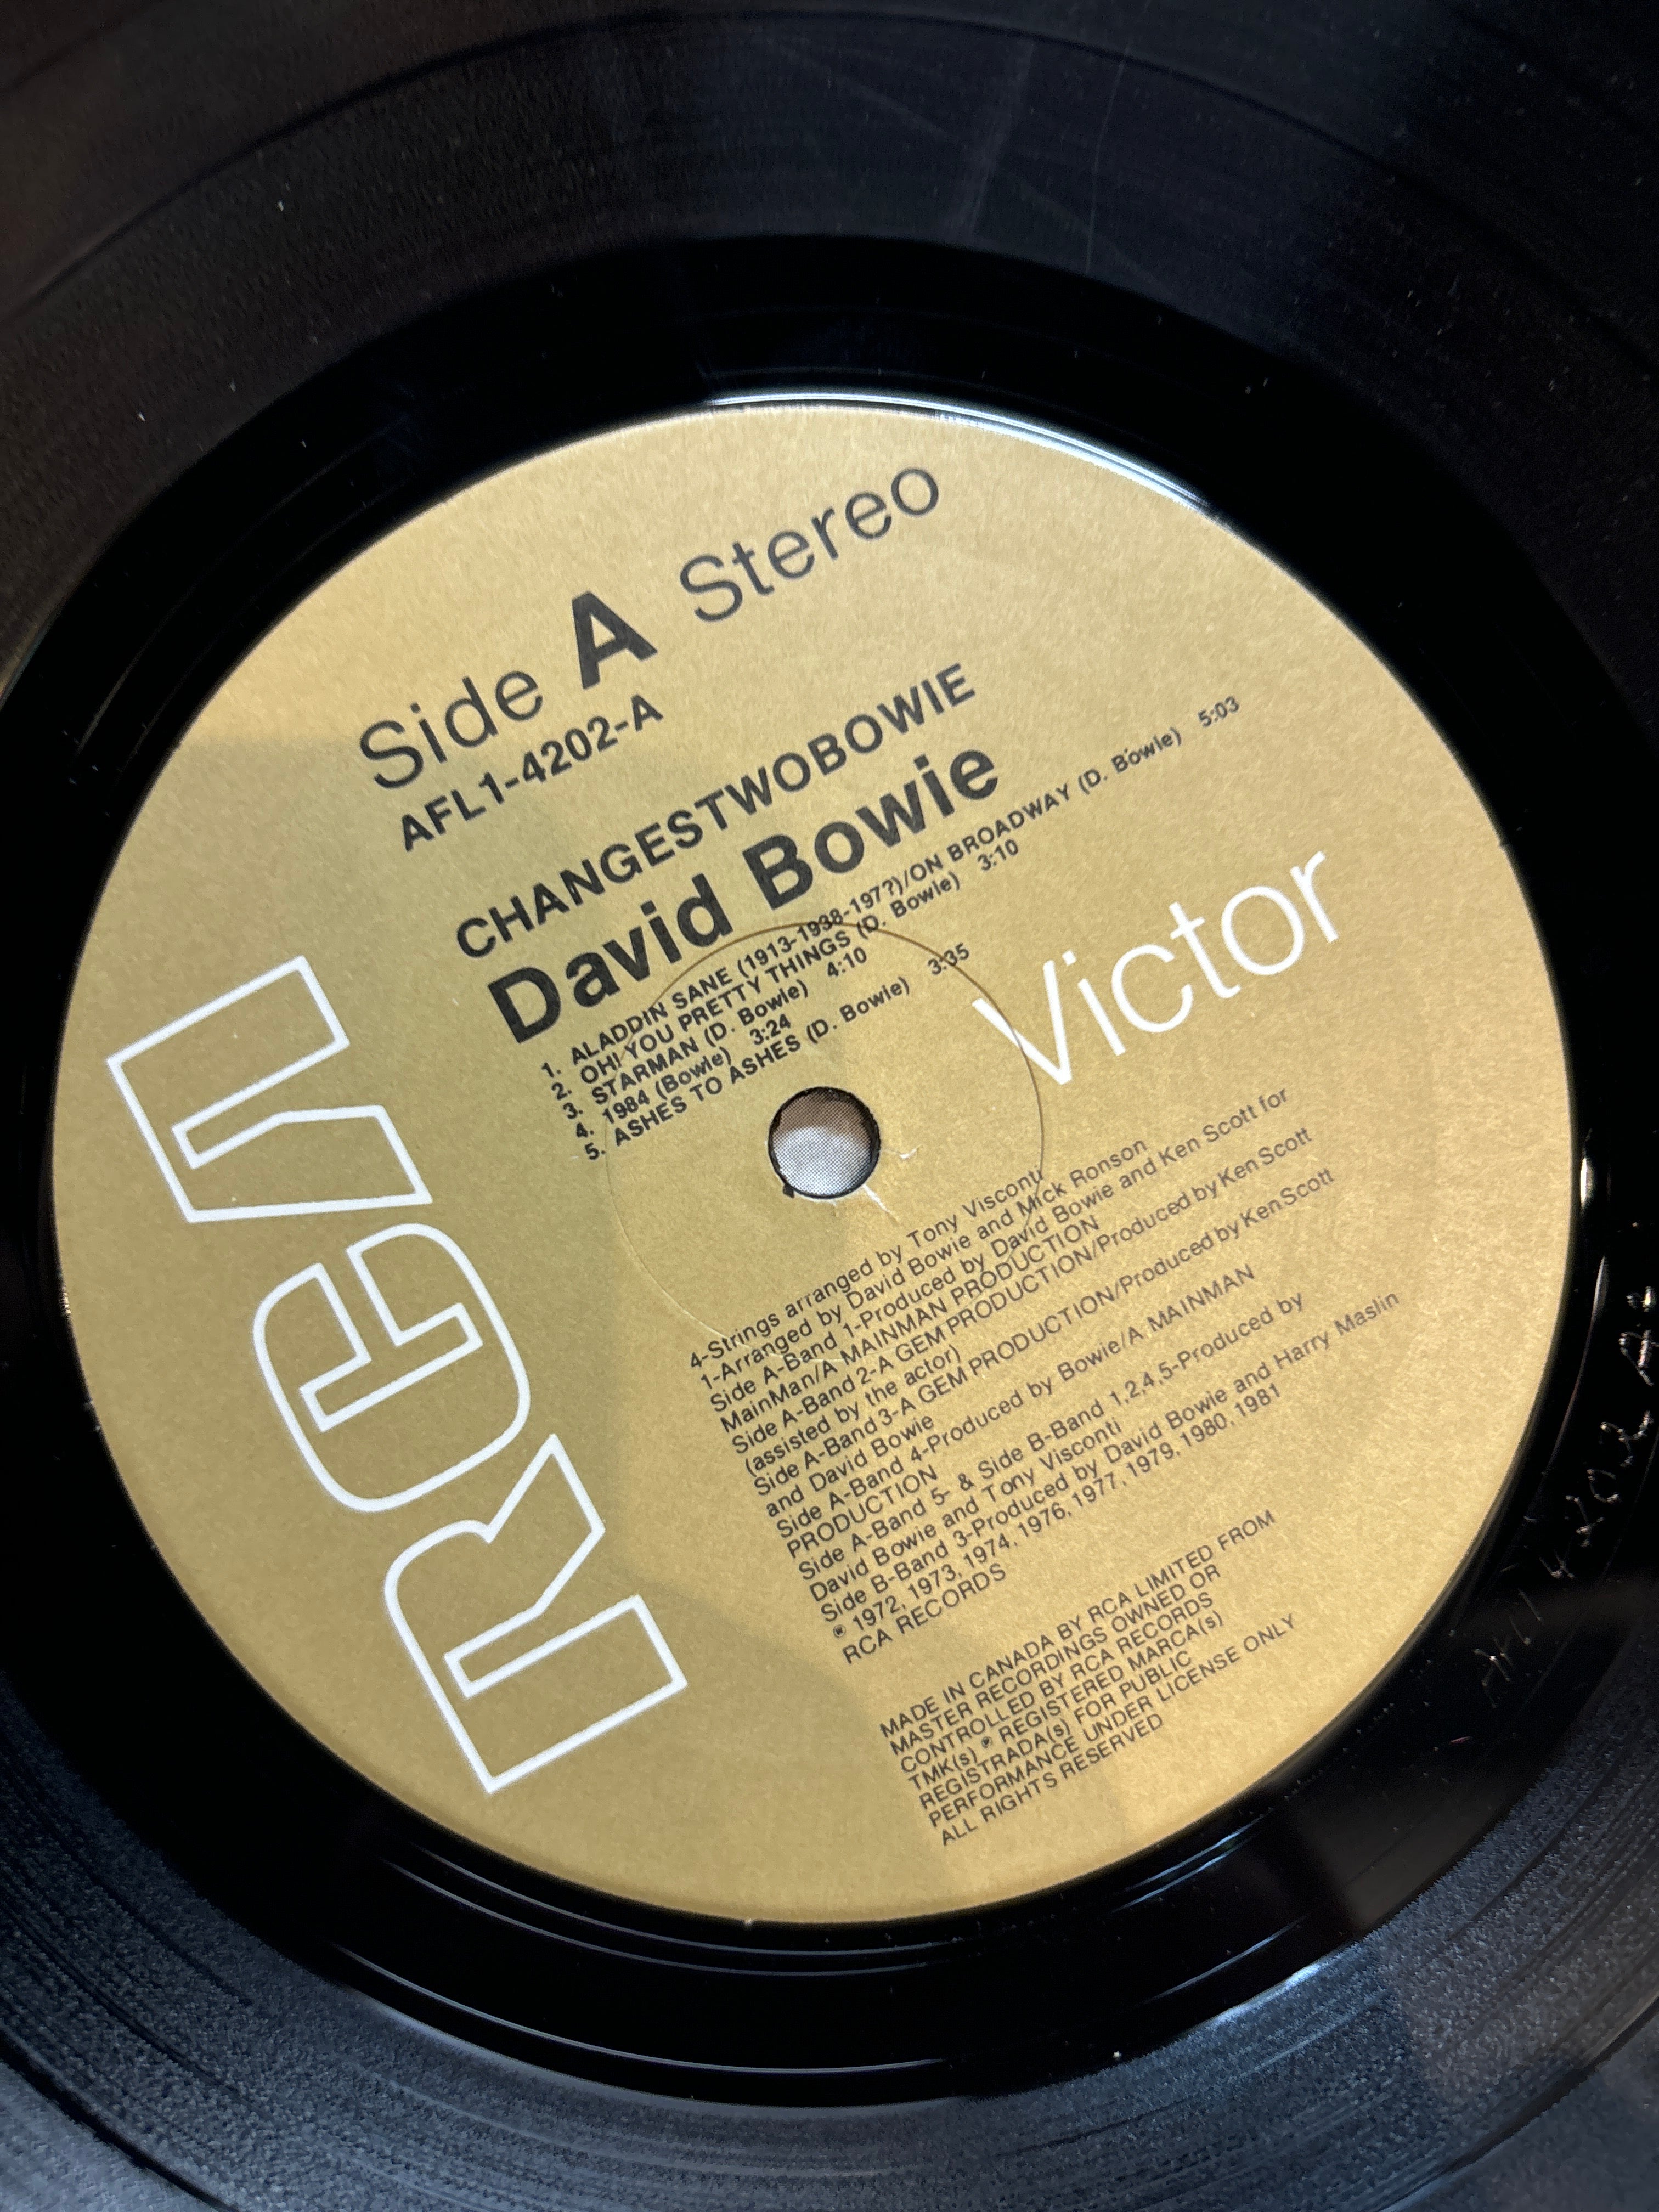 Side A Stereo
AFL1-4202-A
CHANGESTWOBOWIE
David Bowie
1. ALADDIN SANE (1913-1938-197?)/ON BROADWAY (D. Bowie) 5:03
2. OH! YOU PRETTY THINGS (D. Bowie) 3:10
3. STARMAN (D. Bowie) 4:10
4. 1984 (Bowie) 3:24
5. ASHES TO ASHES (D. Bowie) 3:35
RCA
Victor
4-Strings arranged by Tony Visconti
1-Arranged by David Bowie and Mick Ronson
Side A-Band 1-Produced by David Bowie and Ken Scott for
MainMan/A MAINMAN PRODUCTION
Side A-Band 2-A GEM PRODUCTION/Produced by Ken Scott
(assisted by the actor)
Side A-Band 3-A GEM PRODUCTION/Produced by Ken Scott
and David Bowie
Side A-Band 4-Produced by Bowie/A MAINMAN
PRODUCTION
Side A-Band 5- & Side B-Band 1,2,4,5-Produced by
David Bowie and Tony Visconti
Side B-Band 3-Produced by David Bowie and Harry Maslin
℗ 1972, 1973, 1974, 1976, 1977, 1979, 1980, 1981
RCA RECORDS
MADE IN CANADA BY RCA LIMITED FROM
MASTER RECORDINGS OWNED OR
CONTROLLED BY RCA RECORDS
TMK(s) ® REGISTERED MARCA(s)
REGISTRADA(s) FOR PUBLIC
PERFORMANCE UNDER LICENSE ONLY
ALL RIGHTS RESERVED